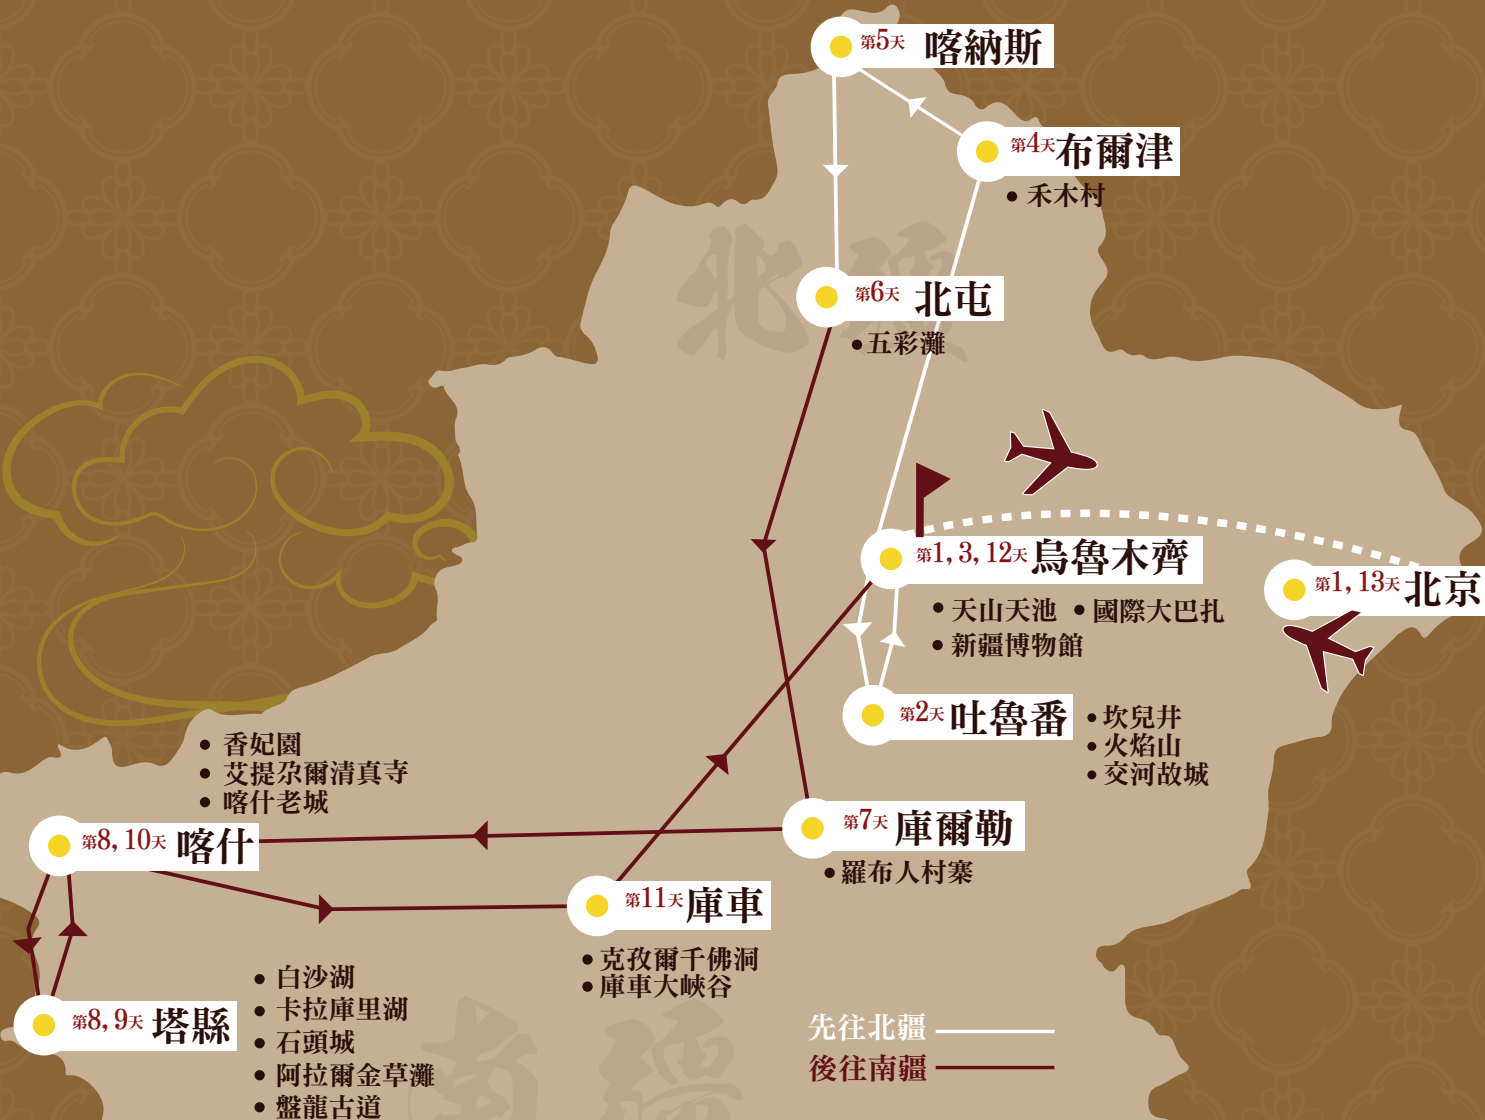 第5天 喀納斯
第4天布爾津
禾木村
北疆
第6天 北屯
五彩灘
第1, 3, 12天烏魯木齊
天山天池
國際大巴扎
新疆博物館
第1, 13天北京
第2天 吐魯番
坎兒井
火焰山
交河故城
香妃園
艾提尕爾清真寺
喀什老城
第8, 10天 喀什
第7天 庫爾勒
羅布人村寨
第11天庫車
克孜爾千佛洞
庫車大峽谷
第8, 9天 塔縣
白沙湖
卡拉庫里湖
石頭城
阿拉爾金草灘
盤龍古道
南疆
先往北疆
後往南疆